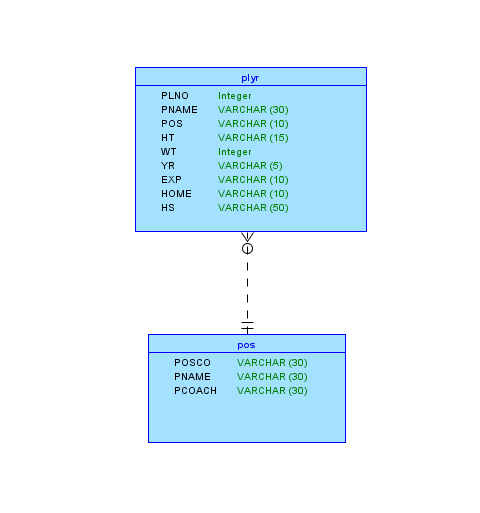 plyr
PLNO Integer
PNAME VARCHAR (30)
POS VARCHAR (10)
HT VARCHAR (15)
WT Integer
YR VARCHAR (5)
EXP VARCHAR (10)
HOME VARCHAR (10)
HS VARCHAR (50)
pos
POSCO VARCHAR (30)
PNAME VARCHAR (30)
PCOACH VARCHAR (30)